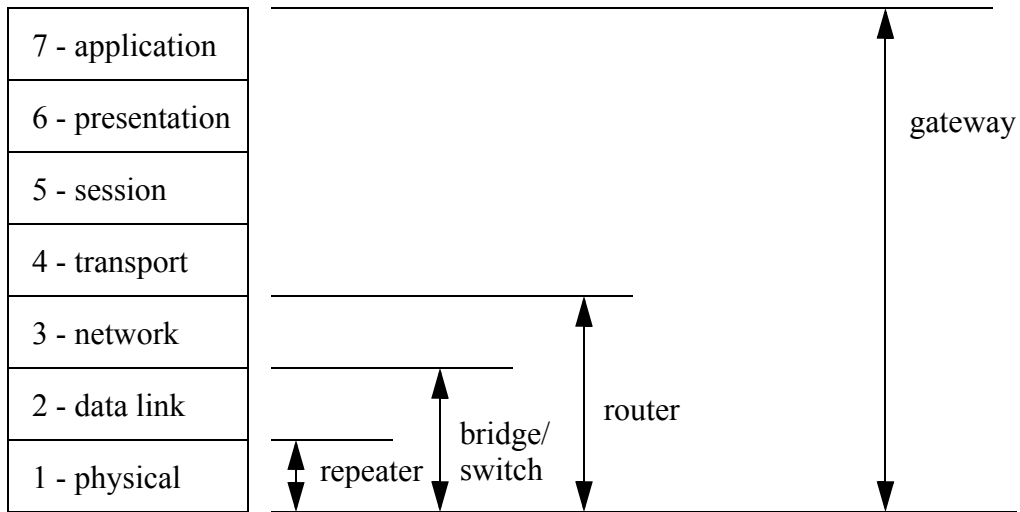 7 - application
6 - presentation
5 - session
4 - transport
3 - network
2 - data link
1 - physical
repeater
bridge/
switch
router
gateway